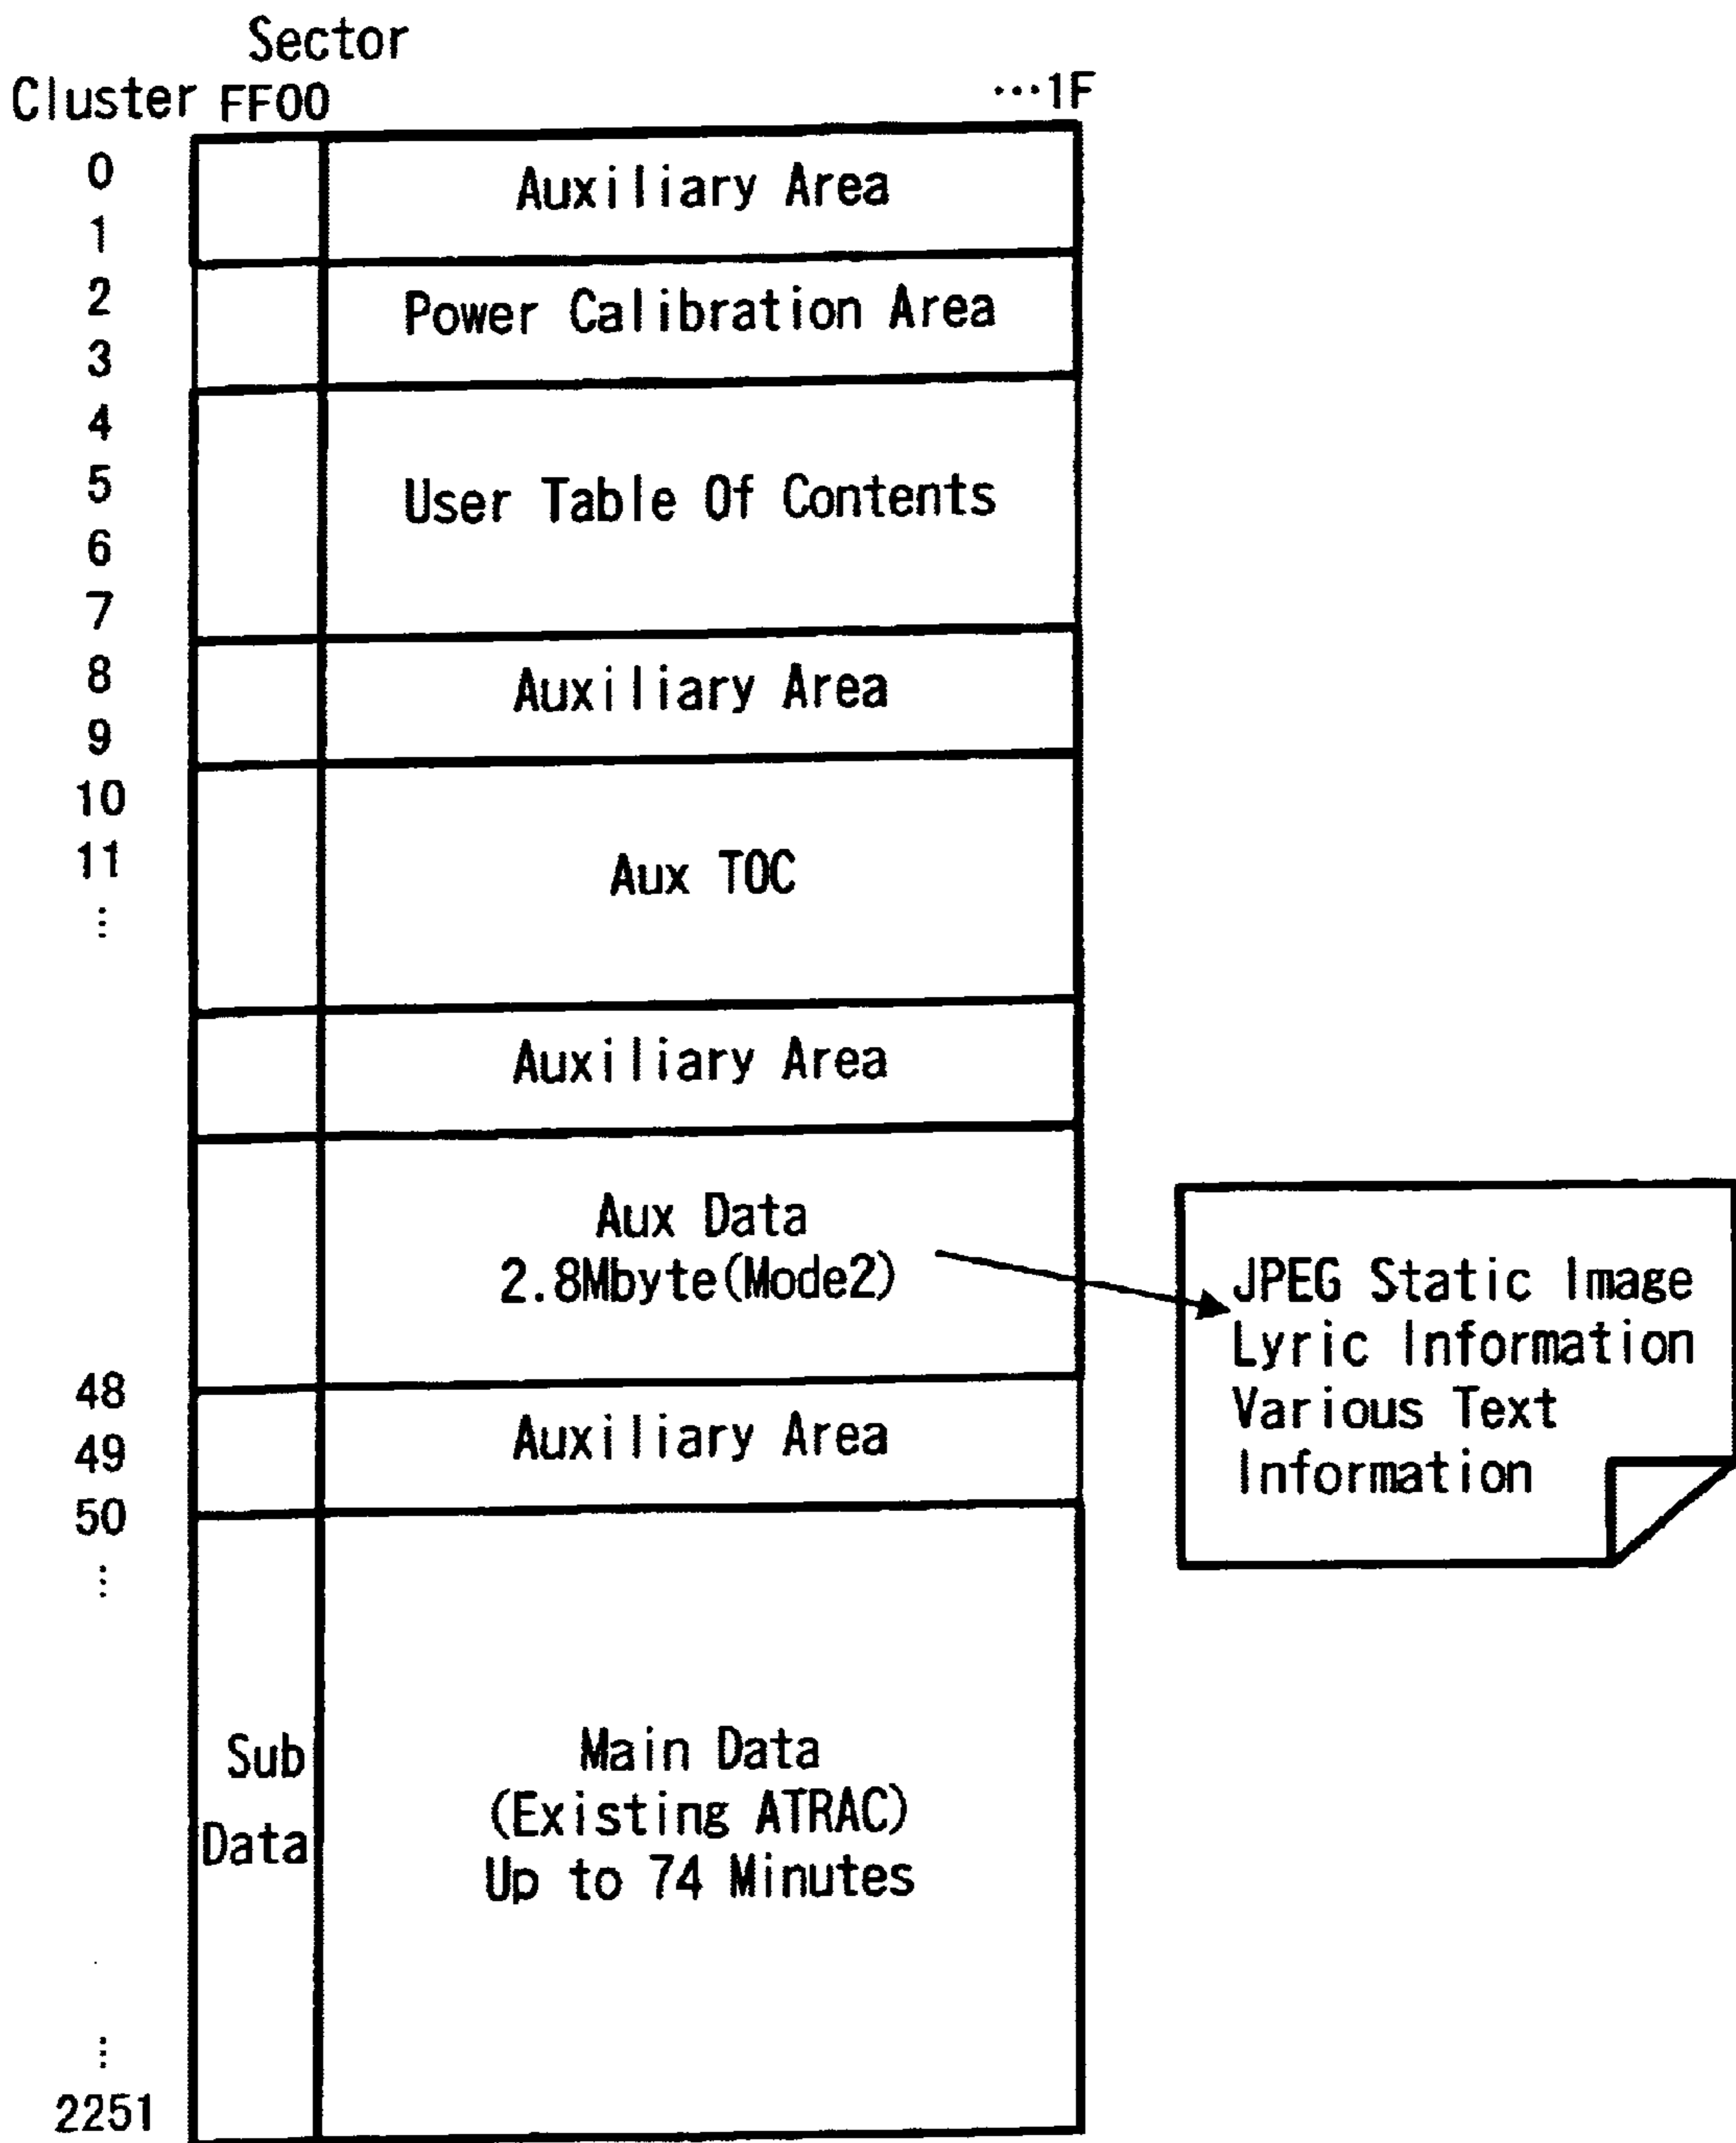 Sector
Cluster FF00 …1F
0
Auxiliary Area
1
2
Power Calibration Area
3
4
5
User Table Of Contents
6
7
8
Auxiliary Area
9
10
11
Aux TOC
⋮
Auxiliary Area
Aux Data
2.8Mbyte(Mode2)
JPEG Static Image
Lyric Information
Various Text
Information
48
Auxiliary Area
49
50
⋮
Sub
Data
Main Data
(Existing ATRAC)
Up to 74 Minutes
⋮
2251